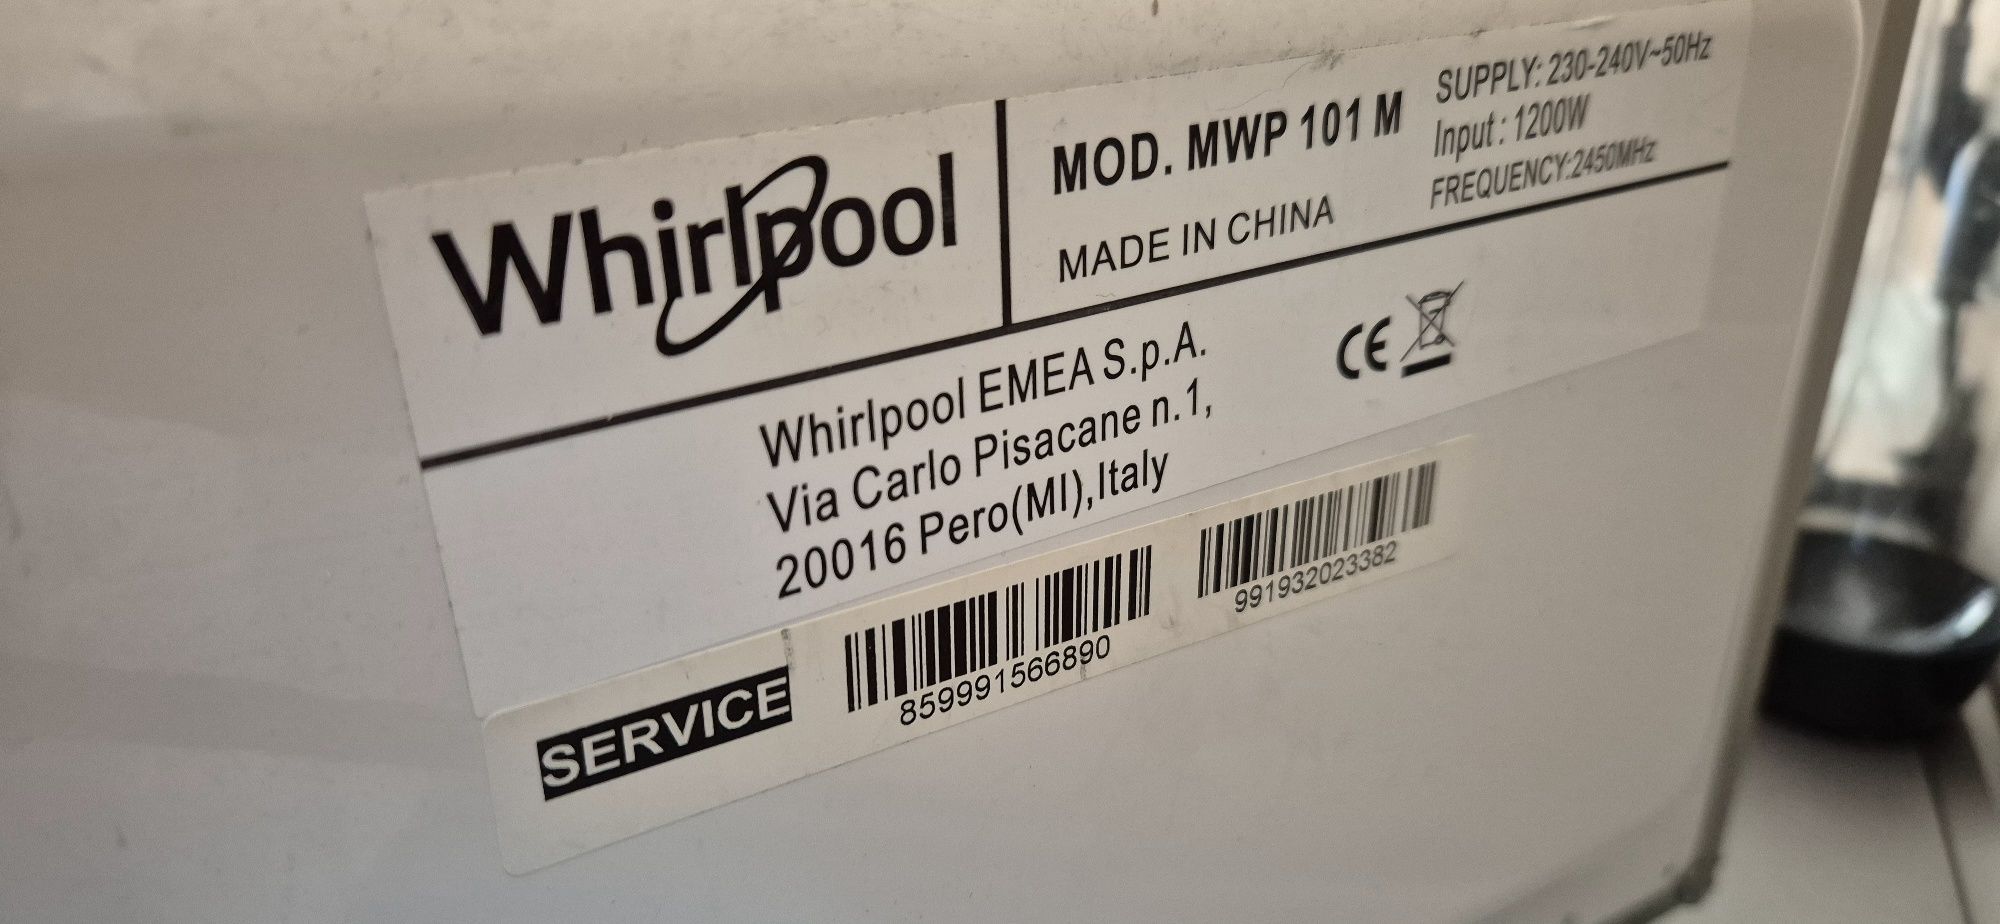 Whirlpool
MOD. MWP 101 M
MADE IN CHINA
SUPPLY: 230-240V~50Hz
Input: 1200W
FREQUENCY:2450MHz
Whirlpool EMEA S.p.A.
Via Carlo Pisacane n.1,
20016 Pero(MI),Italy
CE
SERVICE
859991566890
991932023382